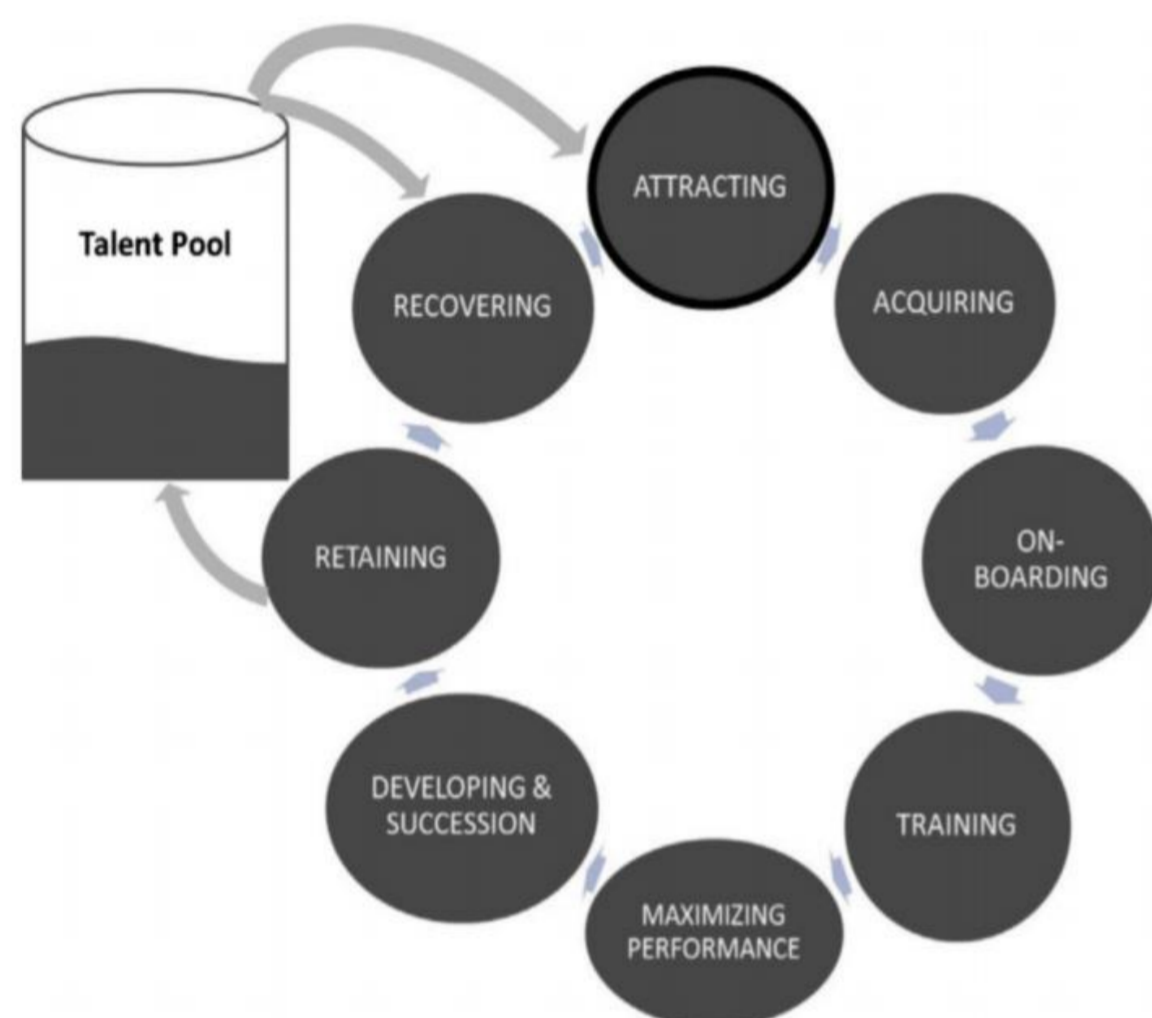 Talent Pool
ATTRACTING
ACQUIRING
ON-
BOARDING
TRAINING
MAXIMIZING
PERFORMANCE
DEVELOPING &
SUCCESSION
RETAINING
RECOVERING